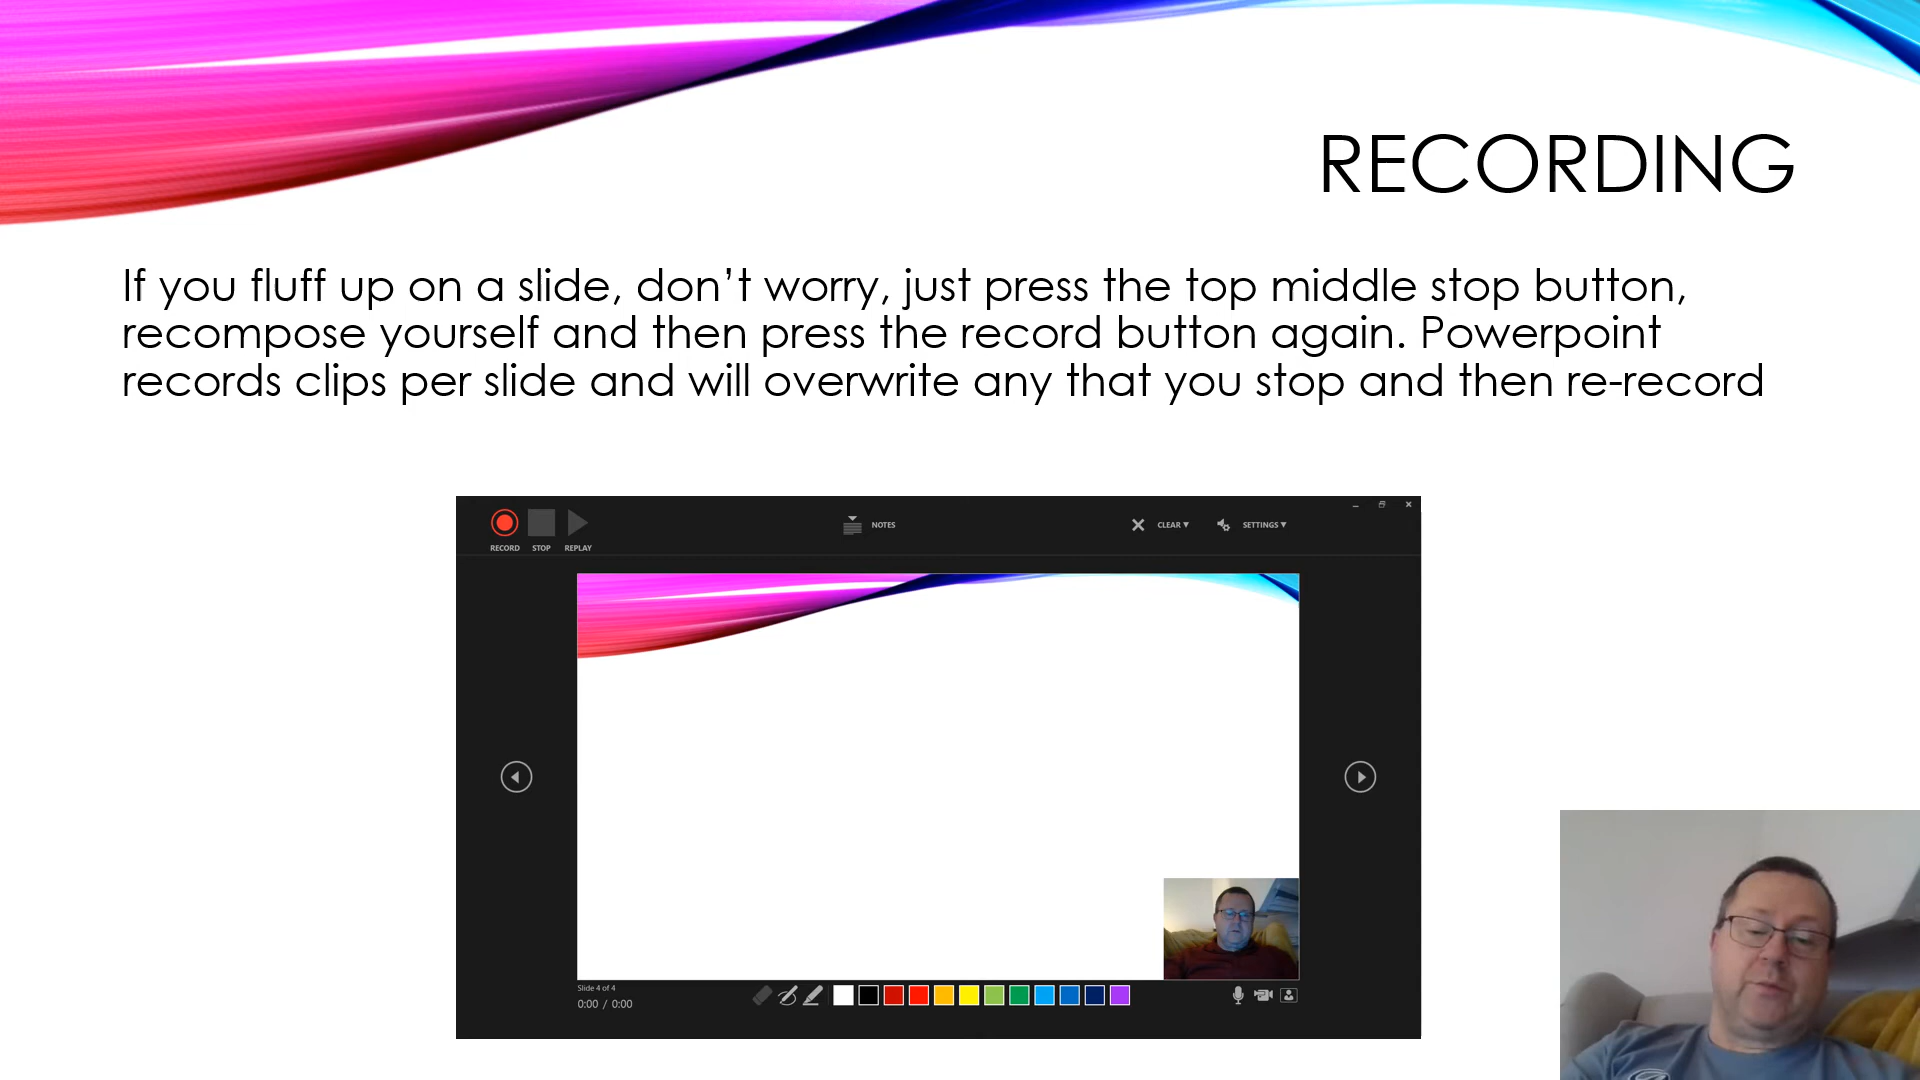 RECORDING
If you fluff up on a slide, don’t worry, just press the top middle stop button,
recompose yourself and then press the record button again. Powerpoint
records clips per slide and will overwrite any that you stop and then re-record
RECORD STOP REPLAY
NOTES
CLEAR ▼
SETTINGS ▼
Slide 4 of 4
0:00 / 0:00